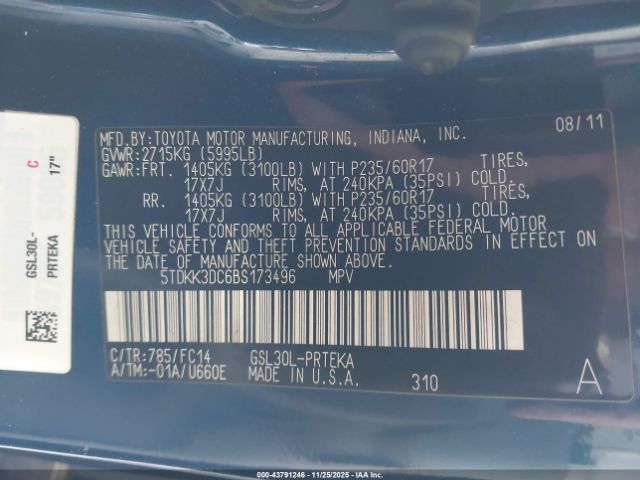 C
17"
GSL30L-
PRTEKA
08/11
MFD.BY:TOYOTA MOTOR MANUFACTURING, INDIANA, INC.
GVWR:2715KG (5995LB)
GAWR:FRT. 1405KG (3100LB) WITH P235/60R17 TIRES,
17X7J RIMS, AT 240KPA (35PSI) COLD.
RR. 1405KG (3100LB) WITH P235/60R17 TIRES,
17X7J RIMS, AT 240KPA (35PSI) COLD.
THIS VEHICLE CONFORMS TO ALL APPLICABLE FEDERAL MOTOR
VEHICLE SAFETY AND THEFT PREVENTION STANDARDS IN EFFECT ON
THE DATE OF MANUFACTURE SHOWN ABOVE.
5TDKK3DC6BS173496 MPV
C/TR:785/FC14 GSL30L-PRTEKA
A/TM:-01A/U660E MADE IN U.S.A. 310 A
000-43791246 - 11/25/2025 - IAA Inc.